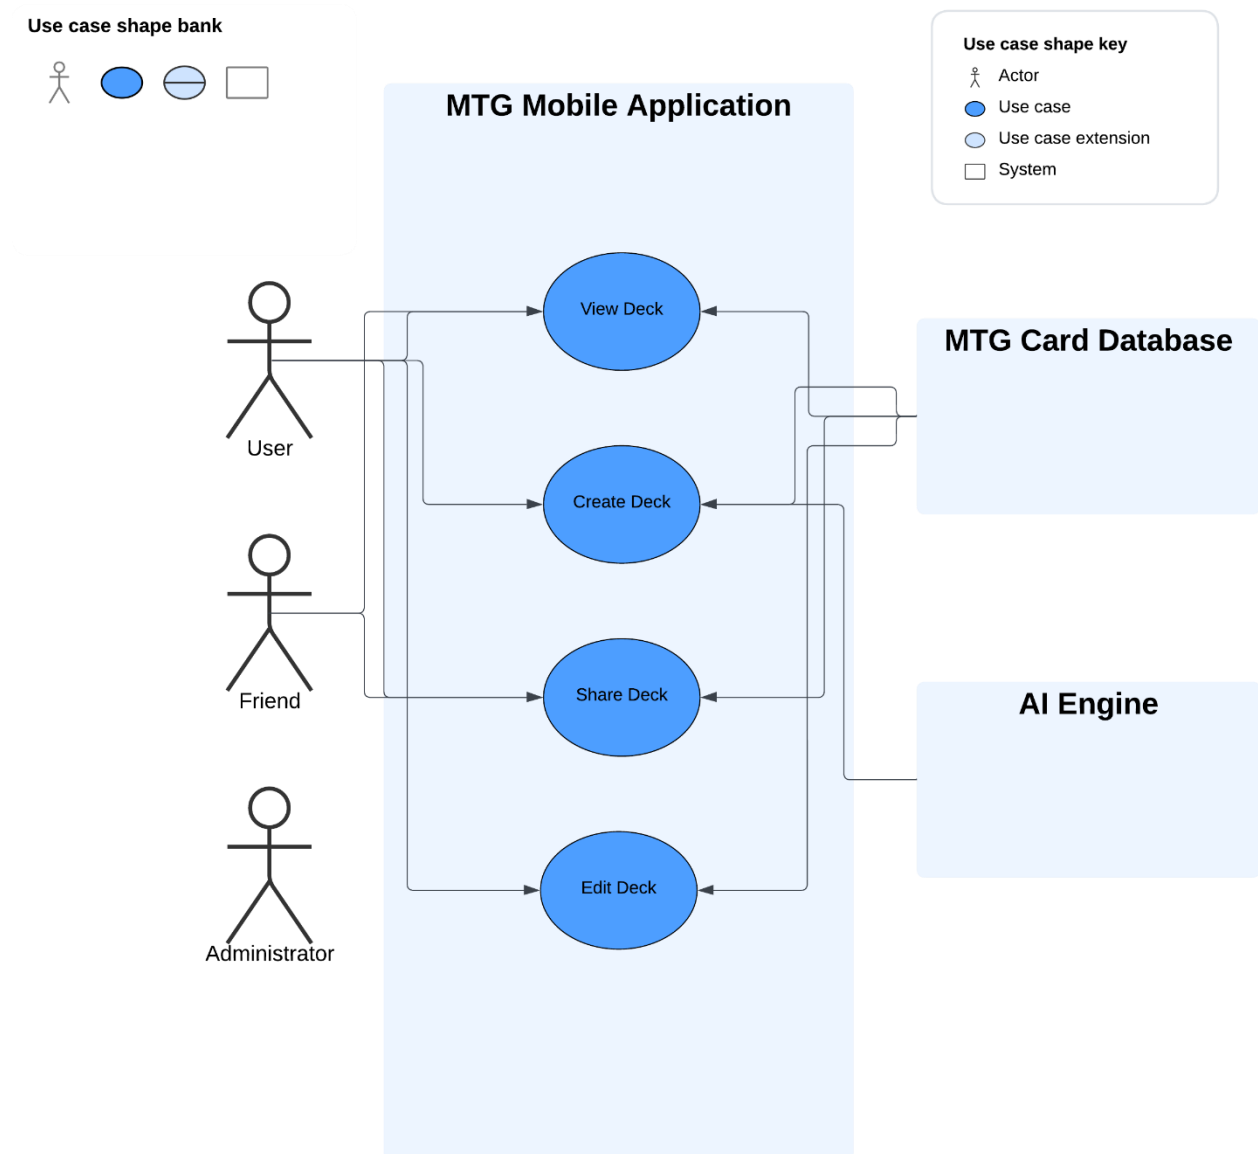 Use case shape bank
Use case shape key
Actor
Use case
Use case extension
System
MTG Mobile Application
View Deck
MTG Card Database
User
Create Deck
Friend
Share Deck
AI Engine
Edit Deck
Administrator